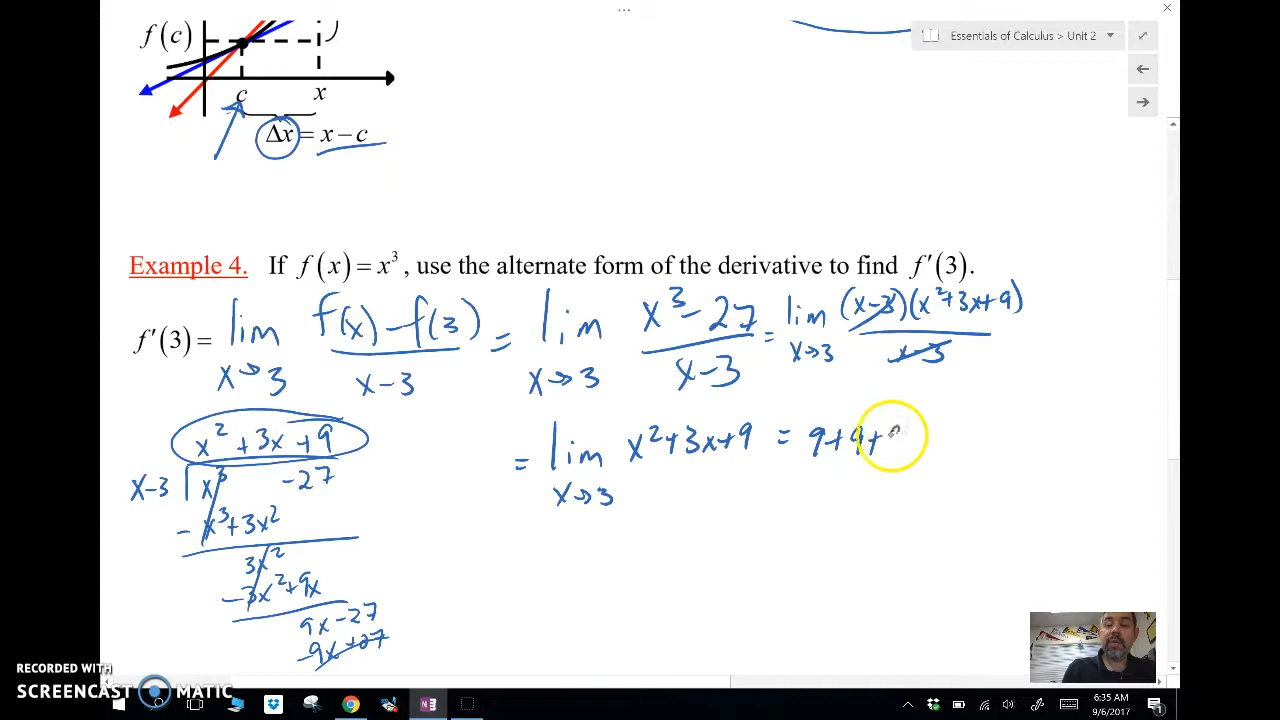 Essentials of Calculus > Unit 2
f(c)
c
x
Δx = x − c
Example 4. If f(x) = x³, use the alternate form of the derivative to find f′(3).
f′(3) = lim x→3 f(x) − f(3) / x−3 = lim x→3 x³ − 27 / x−3 = lim x→3 (x−3)(x²+3x+9) / x−3
= lim x→3 x²+3x+9 = 9+9+
x² + 3x + 9
x−3 x³ −27
− x³+3x²
3x²
−3x²+9x
9x−27
−9x+27
RECORDED WITH
SCREENCAST MATIC
6:35 AM
9/6/2017